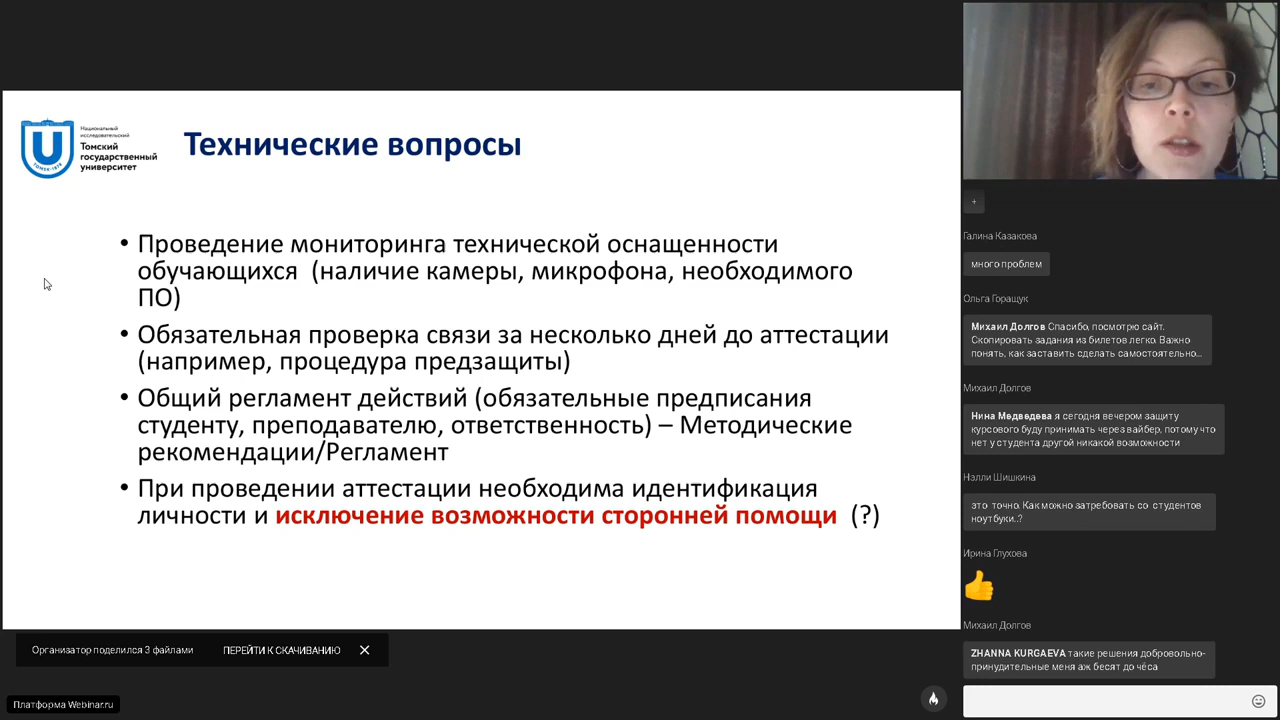 Национальный
исследовательский
Томский
государственный
университет
Технические вопросы
• Проведение мониторинга технической оснащенности
обучающихся (наличие камеры, микрофона, необходимого
ПО)
• Обязательная проверка связи за несколько дней до аттестации
(например, процедура предзащиты)
• Общий регламент действий (обязательные предписания
студенту, преподавателю, ответственность) – Методические
рекомендации/Регламент
• При проведении аттестации необходима идентификация
личности и исключение возможности сторонней помощи (?)
Организатор поделился 3 файлами ПЕРЕЙТИ К СКАЧИВАНИЮ
Платформа Webinar.ru
+
Галина Казакова
много проблем
Ольга Горащук
Михаил Долгов Спасибо, посмотрю сайт.
Скопировать задания из билетов легко. Важно
понять, как заставить сделать самостоятельно...
Михаил Долгов
Нина Медведева я сегодня вечером защиту
курсового буду принимать через вайбер, потому что
нет у студента другой никакой возможности
Нэлли Шишкина
это точно. Как можно затребовать со студентов
ноутбуки.?
Ирина Глухова
Михаил Долгов
ZHANNA KURGAEVA такие решения добровольно-
принудительные меня аж бесят до чёса